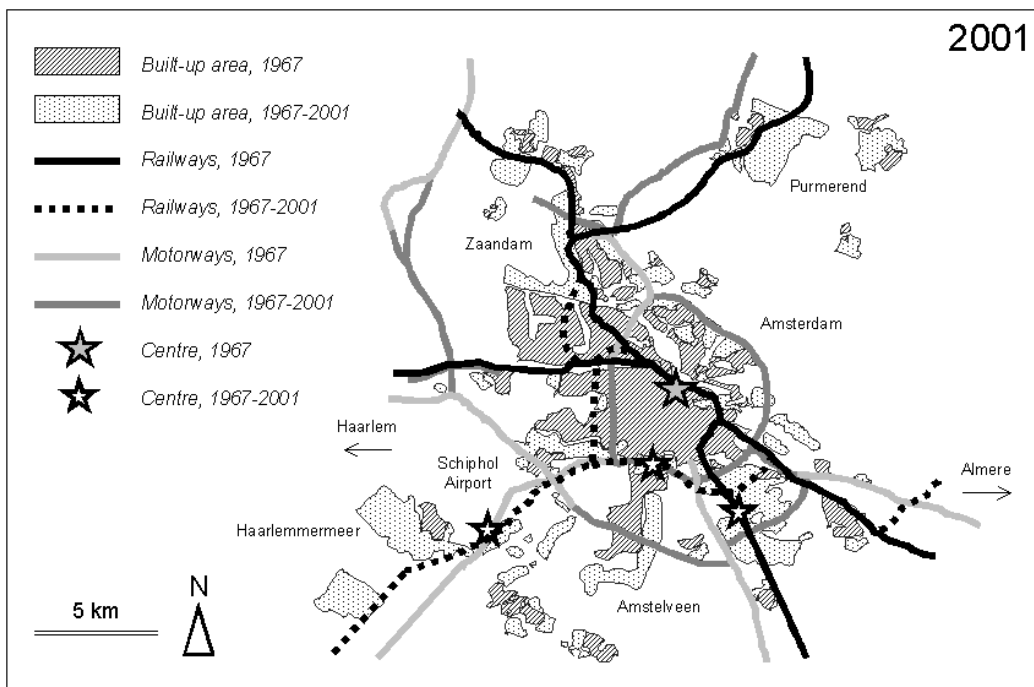 2001
Built-up area, 1967
Built-up area, 1967-2001
Railways, 1967
Railways, 1967-2001
Motorways, 1967
Motorways, 1967-2001
Centre, 1967
Centre, 1967-2001
Purmerend
Zaandam
Amsterdam
Haarlem
Schiphol
Airport
Almere
Haarlemmermeer
Amstelveen
5 km
N